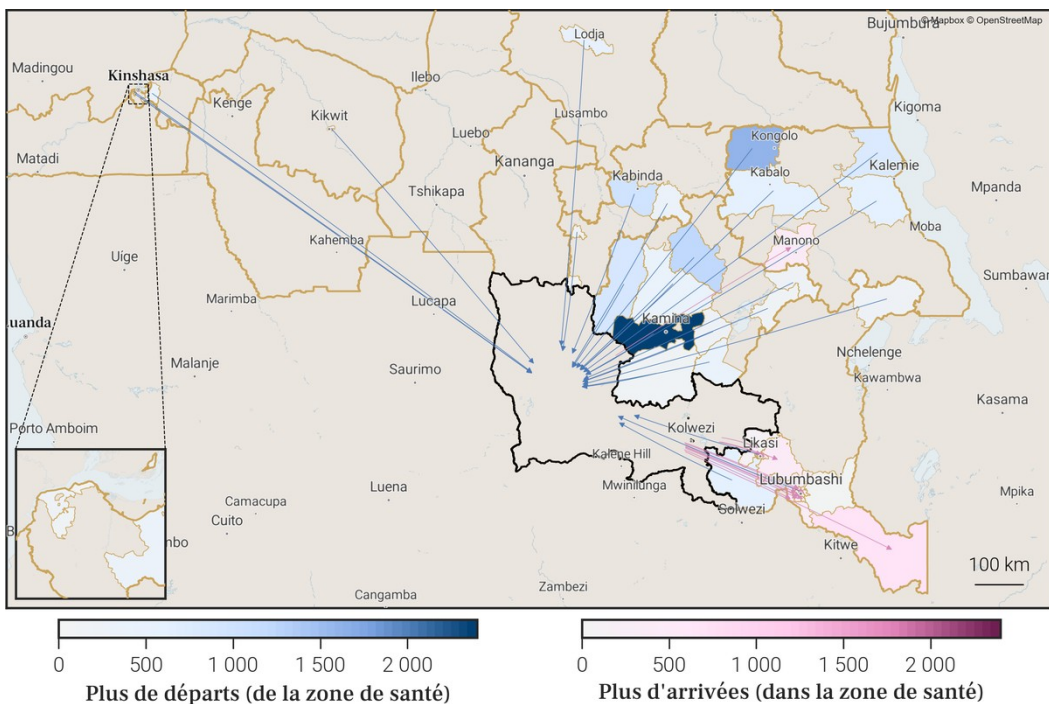 © Mapbox © OpenStreetMap
Bujumbura
Lodja
Madingou
Kinshasa
Ilebo
Kenge
Kikwit
Lusambo
Kigoma
Luebo
Kongolo
Matadi
Kananga
Kalemie
Kabinda
Kabalo
Tshikapa
Mpanda
Moba
Kahemba
Manono
Uige
Sumbawan
Marimba
Lucapa
Kamina
uanda
Nchelenge
Malanje
Saurimo
Kawambwa
Kasama
Porto Amboim
Kolwezi
Likasi
Kalene Hill
Lubumbashi
Luena
Mwinilunga
Mpika
Camacupa
Solwezi
Cuito
B
mbo
Kitwe
100 km
Zambezi
Cangamba
0 500 1 000 1 500 2 000
Plus de départs (de la zone de santé)
0 500 1 000 1 500 2 000
Plus d'arrivées (dans la zone de santé)